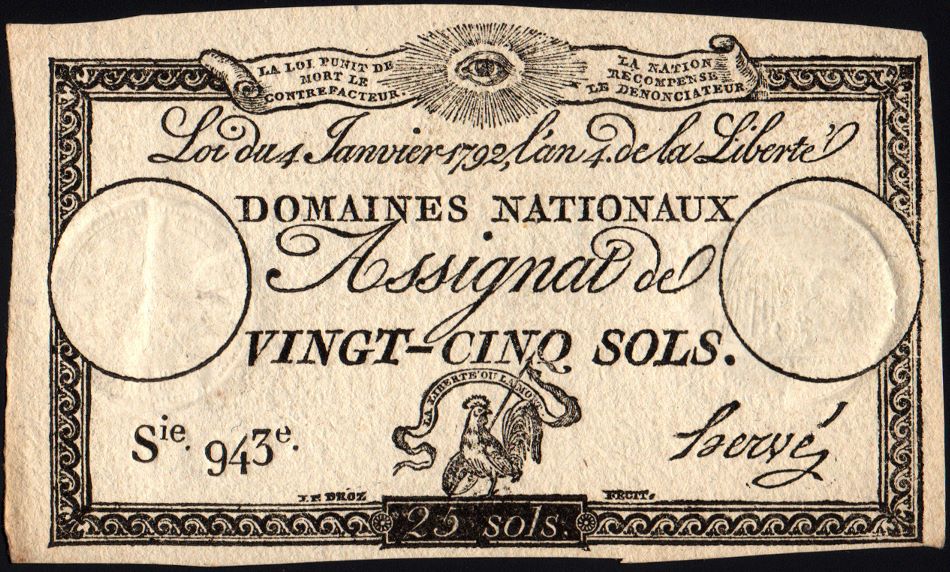 LA LOI PUNIT DE
MORT LE
CONTREFACTEUR.
LA NATION
RECOMPENSE
LE DENONCIATEUR
Loi du 4 Janvier 1792, l'an 4. de la Liberté
DOMAINES NATIONAUX
Assignat de
VINGT-CINQ SOLS.
LA LIBERTE OU LA MORT
Sie. 943e.
hervé
J.P. DROZ FECIT.
25 sols.